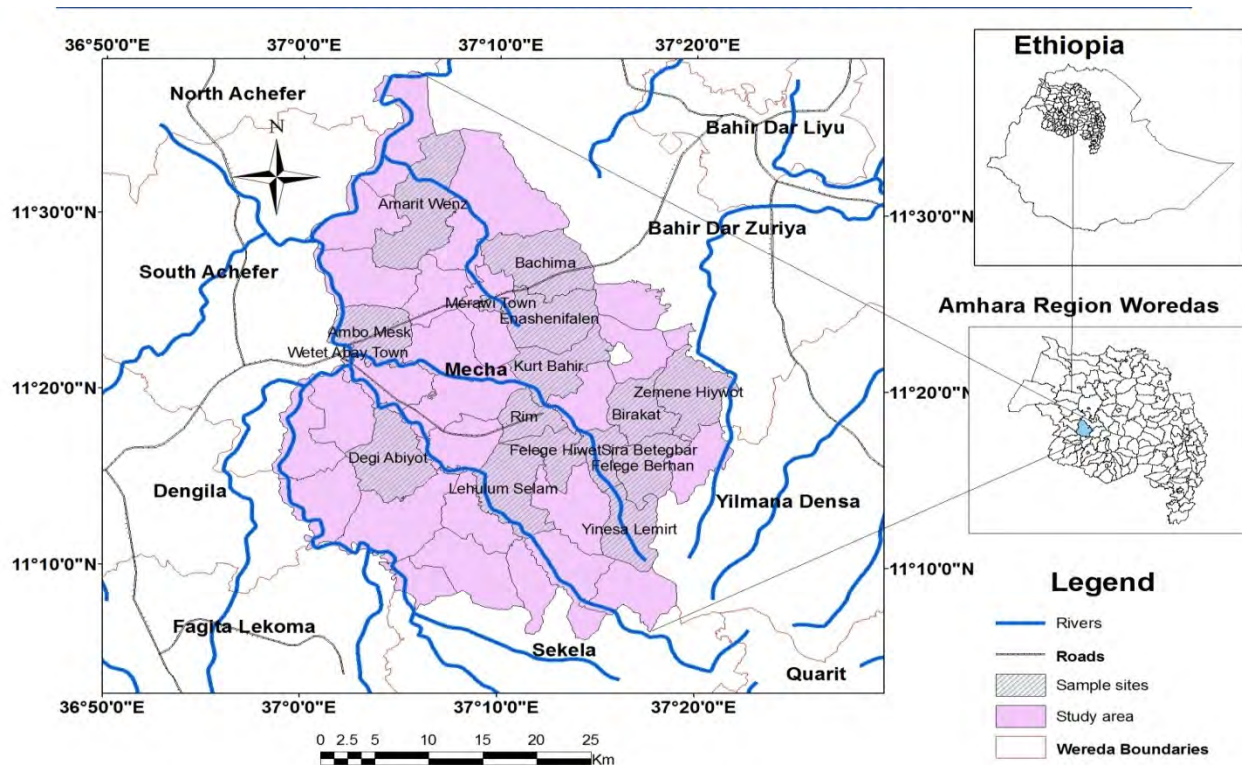 36°50'0"E 37°0'0"E 37°10'0"E 37°20'0"E
North Achefer
N
Bahir Dar Liyu
Amarit Wenz
11°30'0"N 11°30'0"N
Bahir Dar Zuriya
South Achefer
Bachima
Merawi Town
Enashenifalen
Ambo Mesk
Wetet Abay Town
Mecha
Kurt Bahir
11°20'0"N 11°20'0"N
Zemene Hiywot
Rim
Birakat
Degi Abiyot
Felege Hiwet
Sira Betegbar
Felege Berhan
Dengila
Lehulum Selam
Yilmana Densa
Yinesa Lemirt
11°10'0"N 11°10'0"N
Fagita Lekoma
Sekela
Quarit
36°50'0"E 37°0'0"E 37°10'0"E 37°20'0"E
0 2.5 5 10 15 20 25
Km
Ethiopia
Amhara Region Woredas
Legend
Rivers
Roads
Sample sites
Study area
Wereda Boundaries